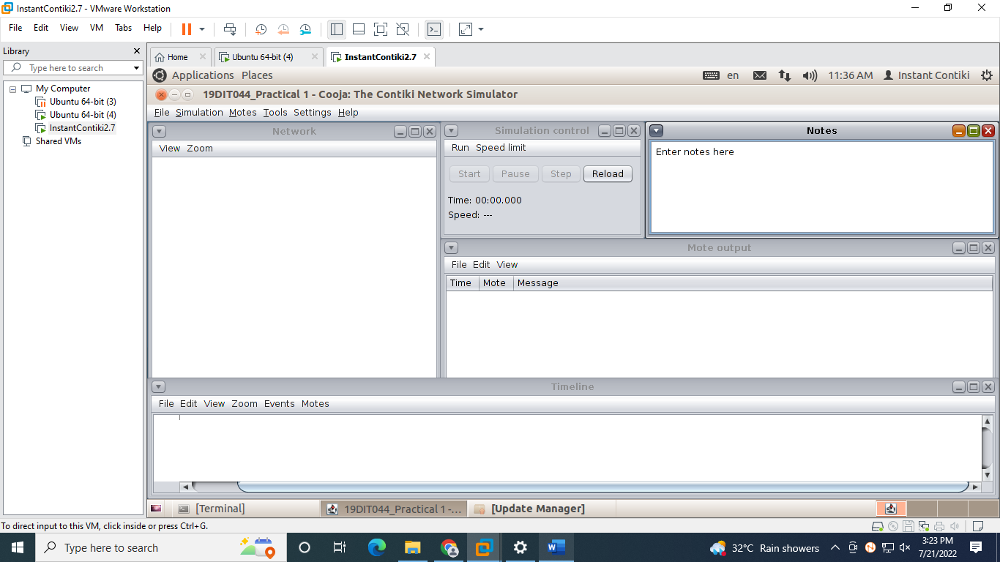 InstantContiki2.7 - VMware Workstation
File Edit View VM Tabs Help
Library
Type here to search
My Computer
Ubuntu 64-bit (3)
Ubuntu 64-bit (4)
InstantContiki2.7
Shared VMs
Home Ubuntu 64-bit (4) InstantContiki2.7
Applications Places en 11:36 AM Instant Contiki
19DIT044_Practical 1 - Cooja: The Contiki Network Simulator
File Simulation Motes Tools Settings Help
Network
View Zoom
Simulation control
Run Speed limit
Start Pause Step Reload
Time: 00:00.000
Speed: ---
Notes
Enter notes here
Mote output
File Edit View
Time Mote Message
Timeline
File Edit View Zoom Events Motes
[Terminal] 19DIT044_Practical 1 -... [Update Manager]
To direct input to this VM, click inside or press Ctrl+G.
Type here to search
32°C Rain showers
3:23 PM
7/21/2022